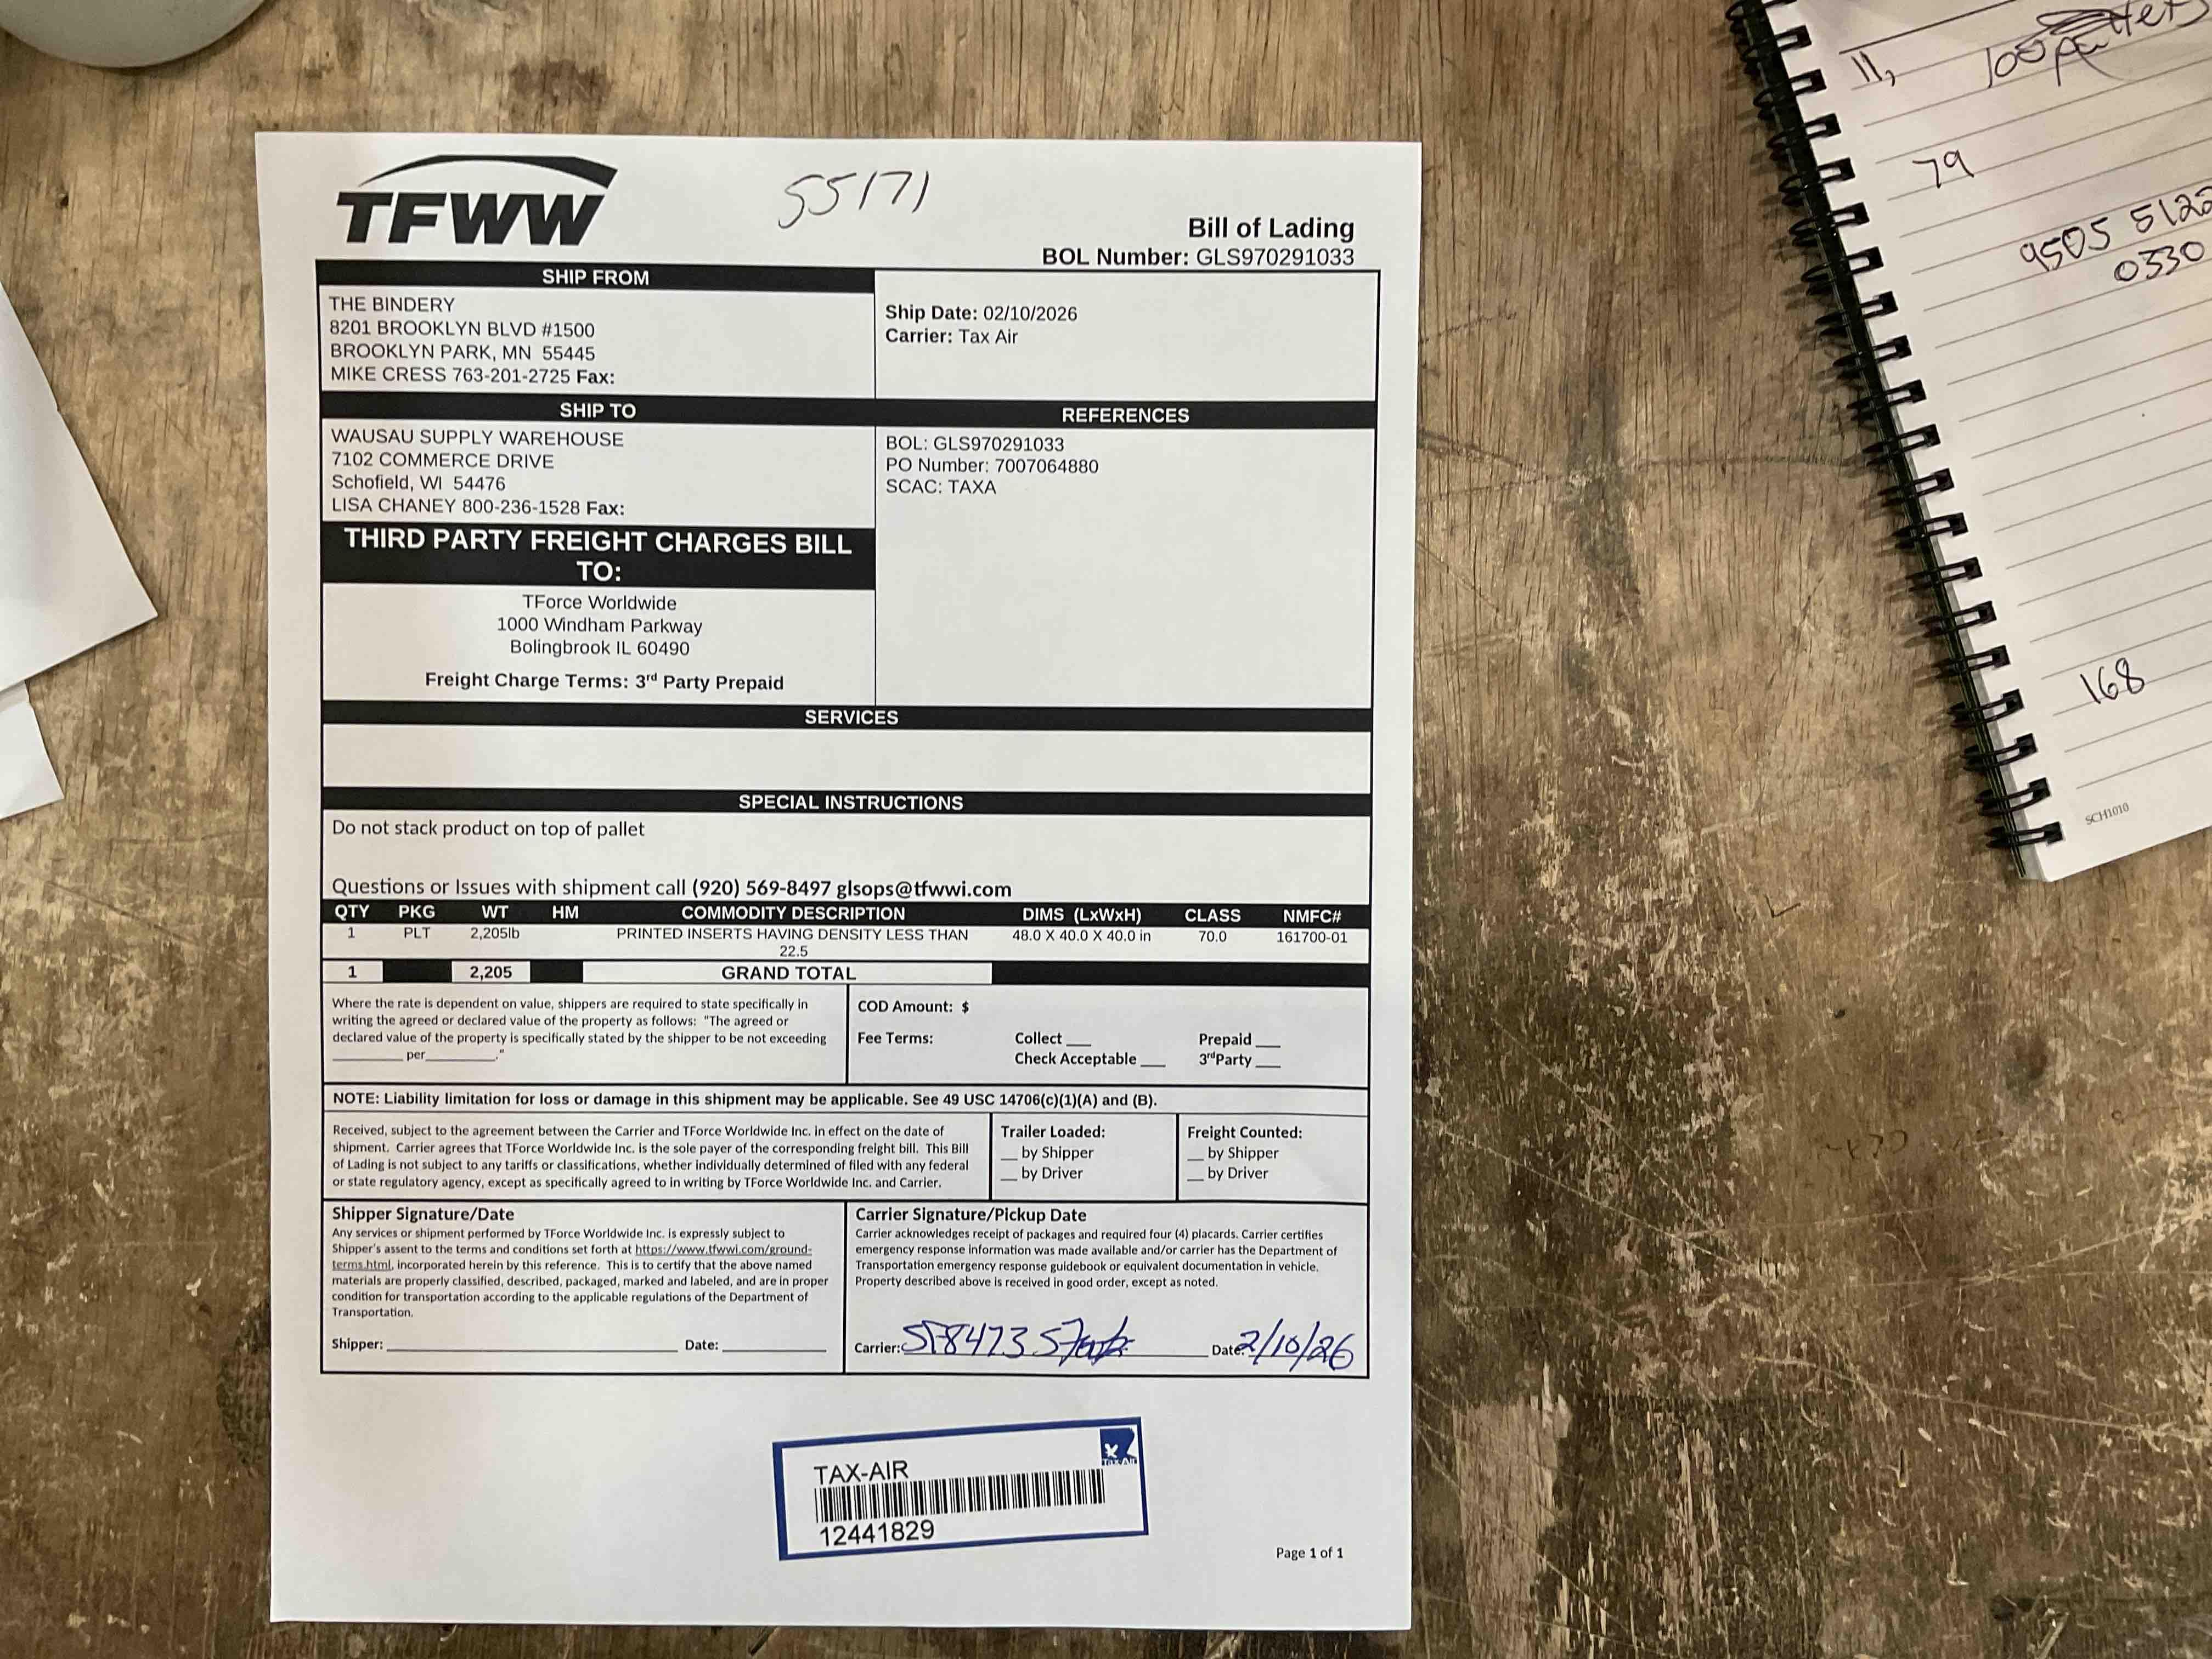 TFWW
55171
Bill of Lading
BOL Number: GLS970291033
SHIP FROM
THE BINDERY
8201 BROOKLYN BLVD #1500
BROOKLYN PARK, MN  55445
MIKE CRESS 763-201-2725 Fax:
Ship Date: 02/10/2026
Carrier: Tax Air
SHIP TO
WAUSAU SUPPLY WAREHOUSE
7102 COMMERCE DRIVE
Schofield, WI  54476
LISA CHANEY 800-236-1528 Fax:
REFERENCES
BOL: GLS970291033
PO Number: 7007064880
SCAC: TAXA
THIRD PARTY FREIGHT CHARGES BILL
TO:
TForce Worldwide
1000 Windham Parkway
Bolingbrook IL 60490
Freight Charge Terms: 3rd Party Prepaid
SERVICES
SPECIAL INSTRUCTIONS
Do not stack product on top of pallet
Questions or Issues with shipment call (920) 569-8497 glsops@tfwwi.com
QTY PKG WT HM COMMODITY DESCRIPTION DIMS (LxWxH) CLASS NMFC#
1 PLT 2,205lb PRINTED INSERTS HAVING DENSITY LESS THAN 48.0 X 40.0 X 40.0 in 70.0 161700-01
22.5
1 2,205 GRAND TOTAL
Where the rate is dependent on value, shippers are required to state specifically in
writing the agreed or declared value of the property as follows: "The agreed or
declared value of the property is specifically stated by the shipper to be not exceeding
__________ per__________."
COD Amount: $
Fee Terms: Collect ___ Prepaid ___
Check Acceptable ___ 3rdParty ___
NOTE: Liability limitation for loss or damage in this shipment may be applicable. See 49 USC 14706(c)(1)(A) and (B).
Received, subject to the agreement between the Carrier and TForce Worldwide Inc. in effect on the date of
shipment. Carrier agrees that TForce Worldwide Inc. is the sole payer of the corresponding freight bill. This Bill
of Lading is not subject to any tariffs or classifications, whether individually determined of filed with any federal
or state regulatory agency, except as specifically agreed to in writing by TForce Worldwide Inc. and Carrier.
Trailer Loaded:
__ by Shipper
__ by Driver
Freight Counted:
__ by Shipper
__ by Driver
Shipper Signature/Date
Any services or shipment performed by TForce Worldwide Inc. is expressly subject to
Shipper's assent to the terms and conditions set forth at https://www.tfwwi.com/ground-
terms.html, incorporated herein by this reference. This is to certify that the above named
materials are properly classified, described, packaged, marked and labeled, and are in proper
condition for transportation according to the applicable regulations of the Department of
Transportation.
Shipper: ____________ Date: ____________
Carrier Signature/Pickup Date
Carrier acknowledges receipt of packages and required four (4) placards. Carrier certifies
emergency response information was made available and/or carrier has the Department of
Transportation emergency response guidebook or equivalent documentation in vehicle.
Property described above is received in good order, except as noted.
Carrier: Date: 2/10/26
TAX-AIR
Tax Air
12441829
Page 1 of 1
11,
79
9505 5122
0330
168
SCH1010